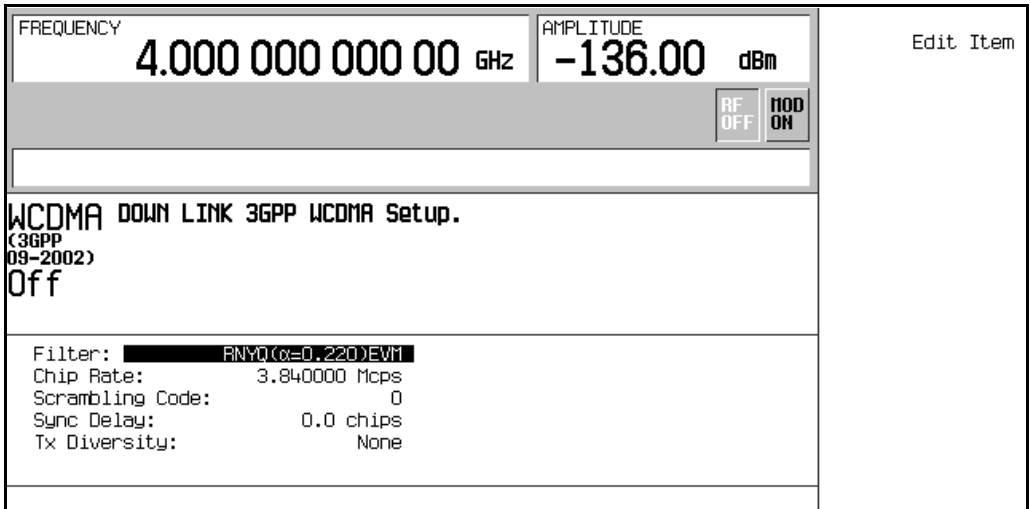 FREQUENCY
4.000 000 000 00 GHz
AMPLITUDE
-136.00 dBm
Edit Item
RF
OFF
MOD
ON
WCDMA
(3GPP
09-2002)
Off
DOWN LINK 3GPP WCDMA Setup.
Filter: RNYQ(α=0.220)EVM
Chip Rate: 3.840000 Mcps
Scrambling Code: 0
Sync Delay: 0.0 chips
Tx Diversity: None